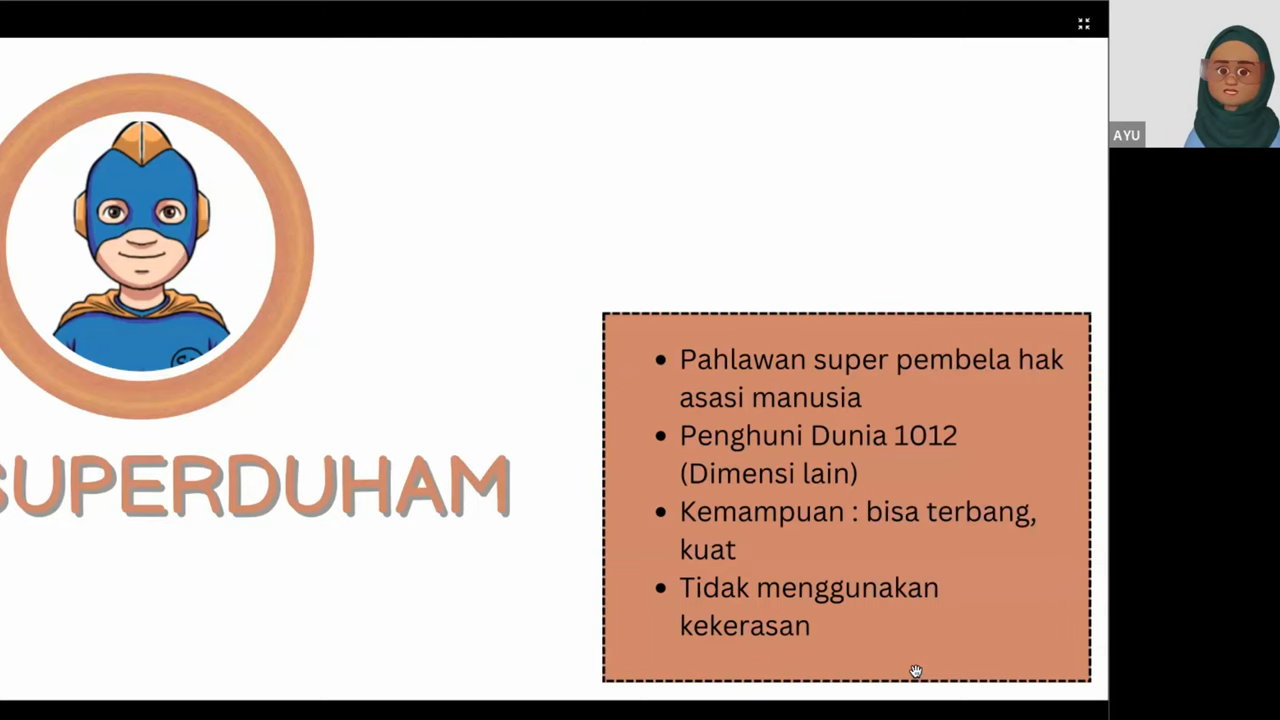 SUPERDUHAM
Pahlawan super pembela hak
asasi manusia
Penghuni Dunia 1012
(Dimensi lain)
Kemampuan : bisa terbang,
kuat
Tidak menggunakan
kekerasan
AYU